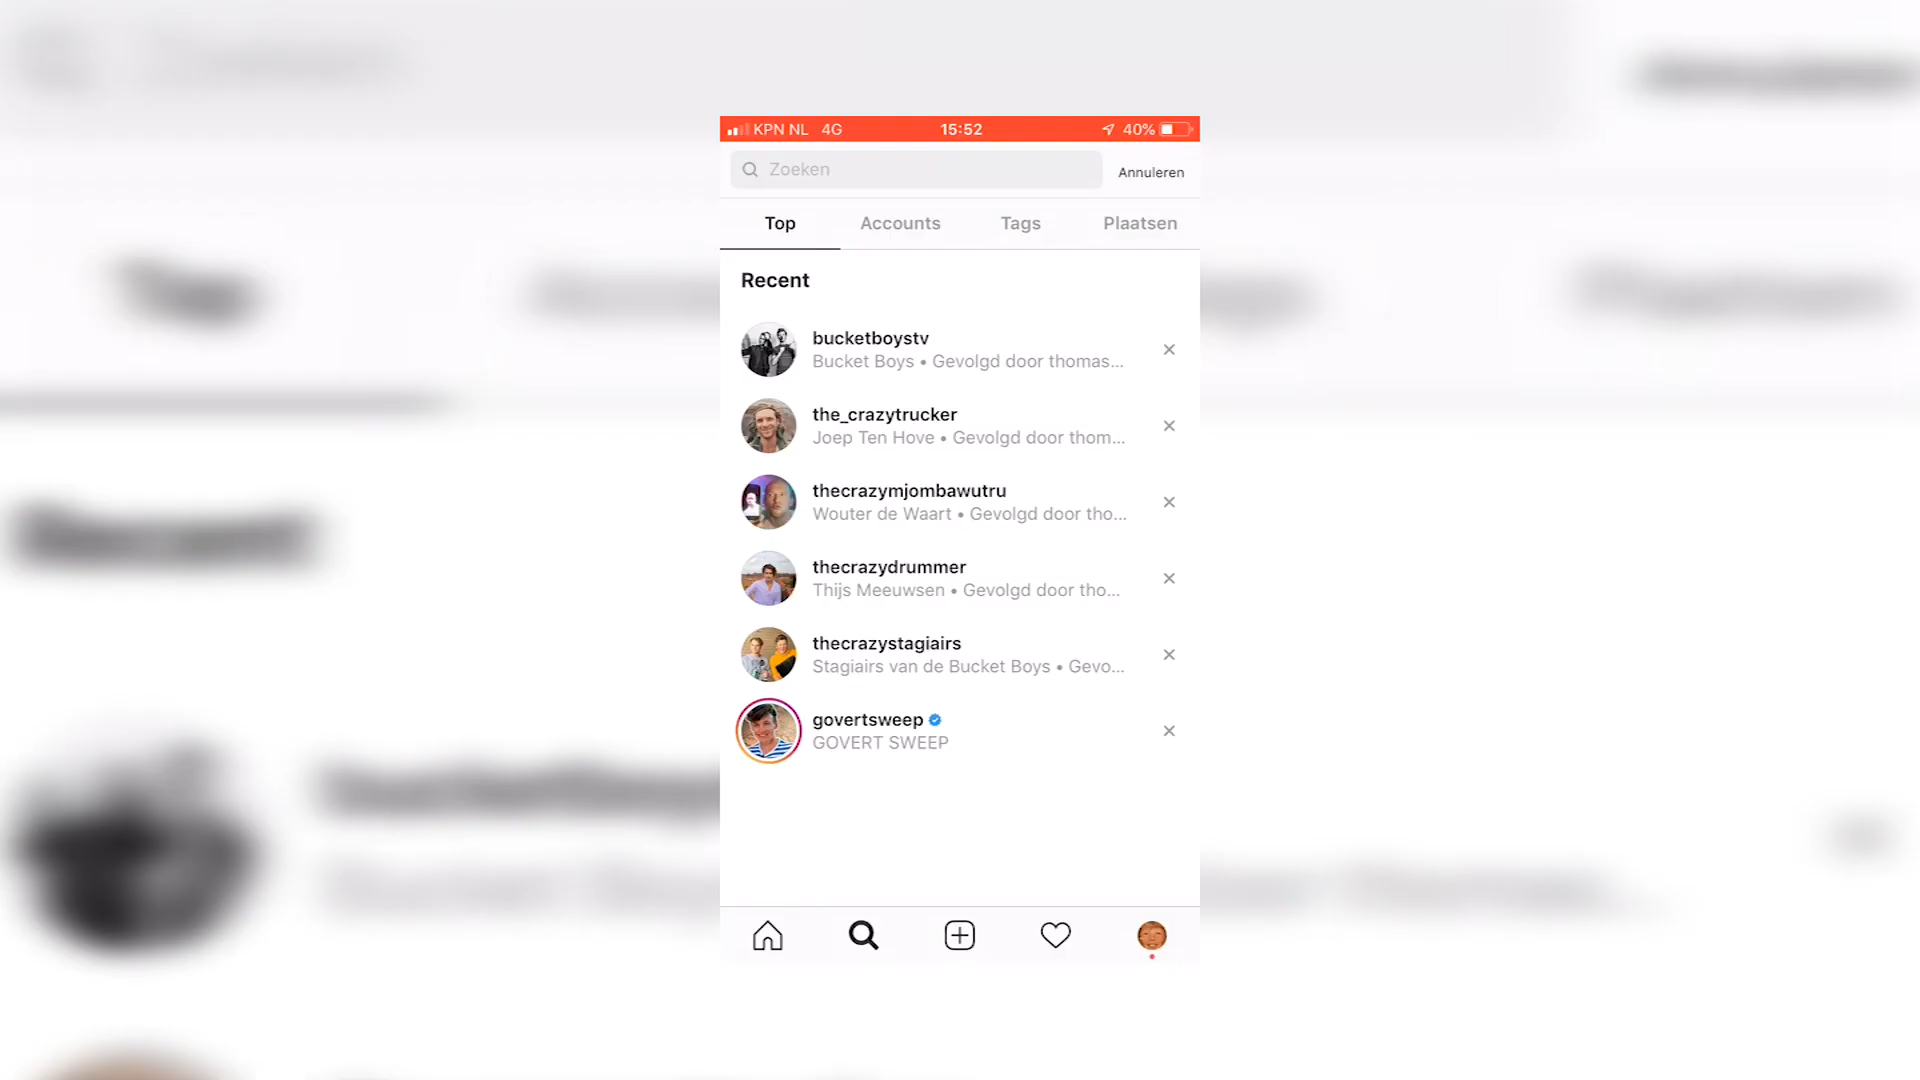 KPN NL 4G 15:52 40%
Zoeken
Annuleren
Top Accounts Tags Plaatsen
Recent
bucketboystv
Bucket Boys • Gevolgd door thomas...
the_crazytrucker
Joep Ten Hove • Gevolgd door thom...
thecrazymjombawutru
Wouter de Waart • Gevolgd door tho...
thecrazydrummer
Thijs Meeuwsen • Gevolgd door tho...
thecrazystagiairs
Stagiairs van de Bucket Boys • Gevo...
govertsweep
GOVERT SWEEP